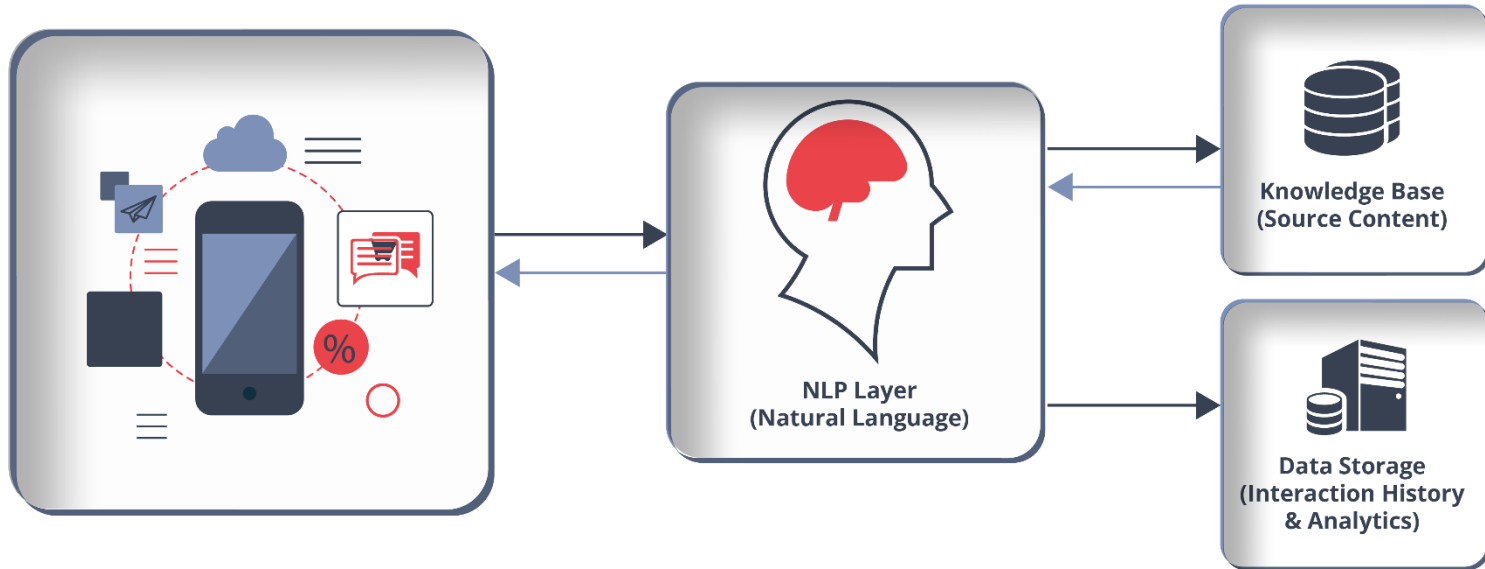 %
NLP Layer
(Natural Language)
Knowledge Base
(Source Content)
Data Storage
(Interaction History
& Analytics)